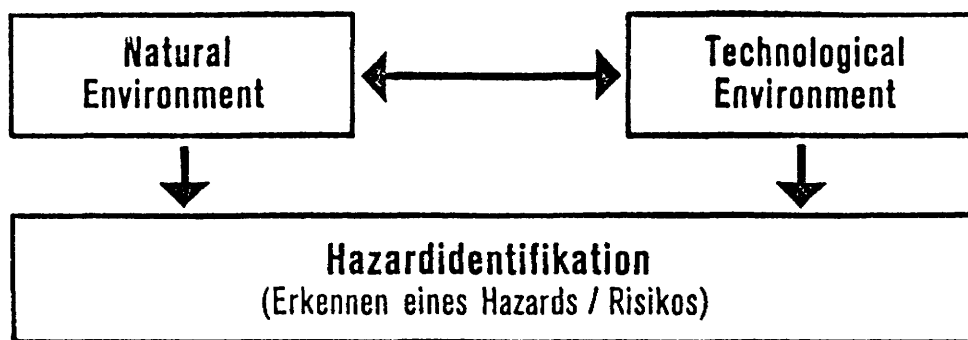 Natural
Environment
Technological
Environment
Hazardidentifikation
(Erkennen eines Hazards / Risikos)